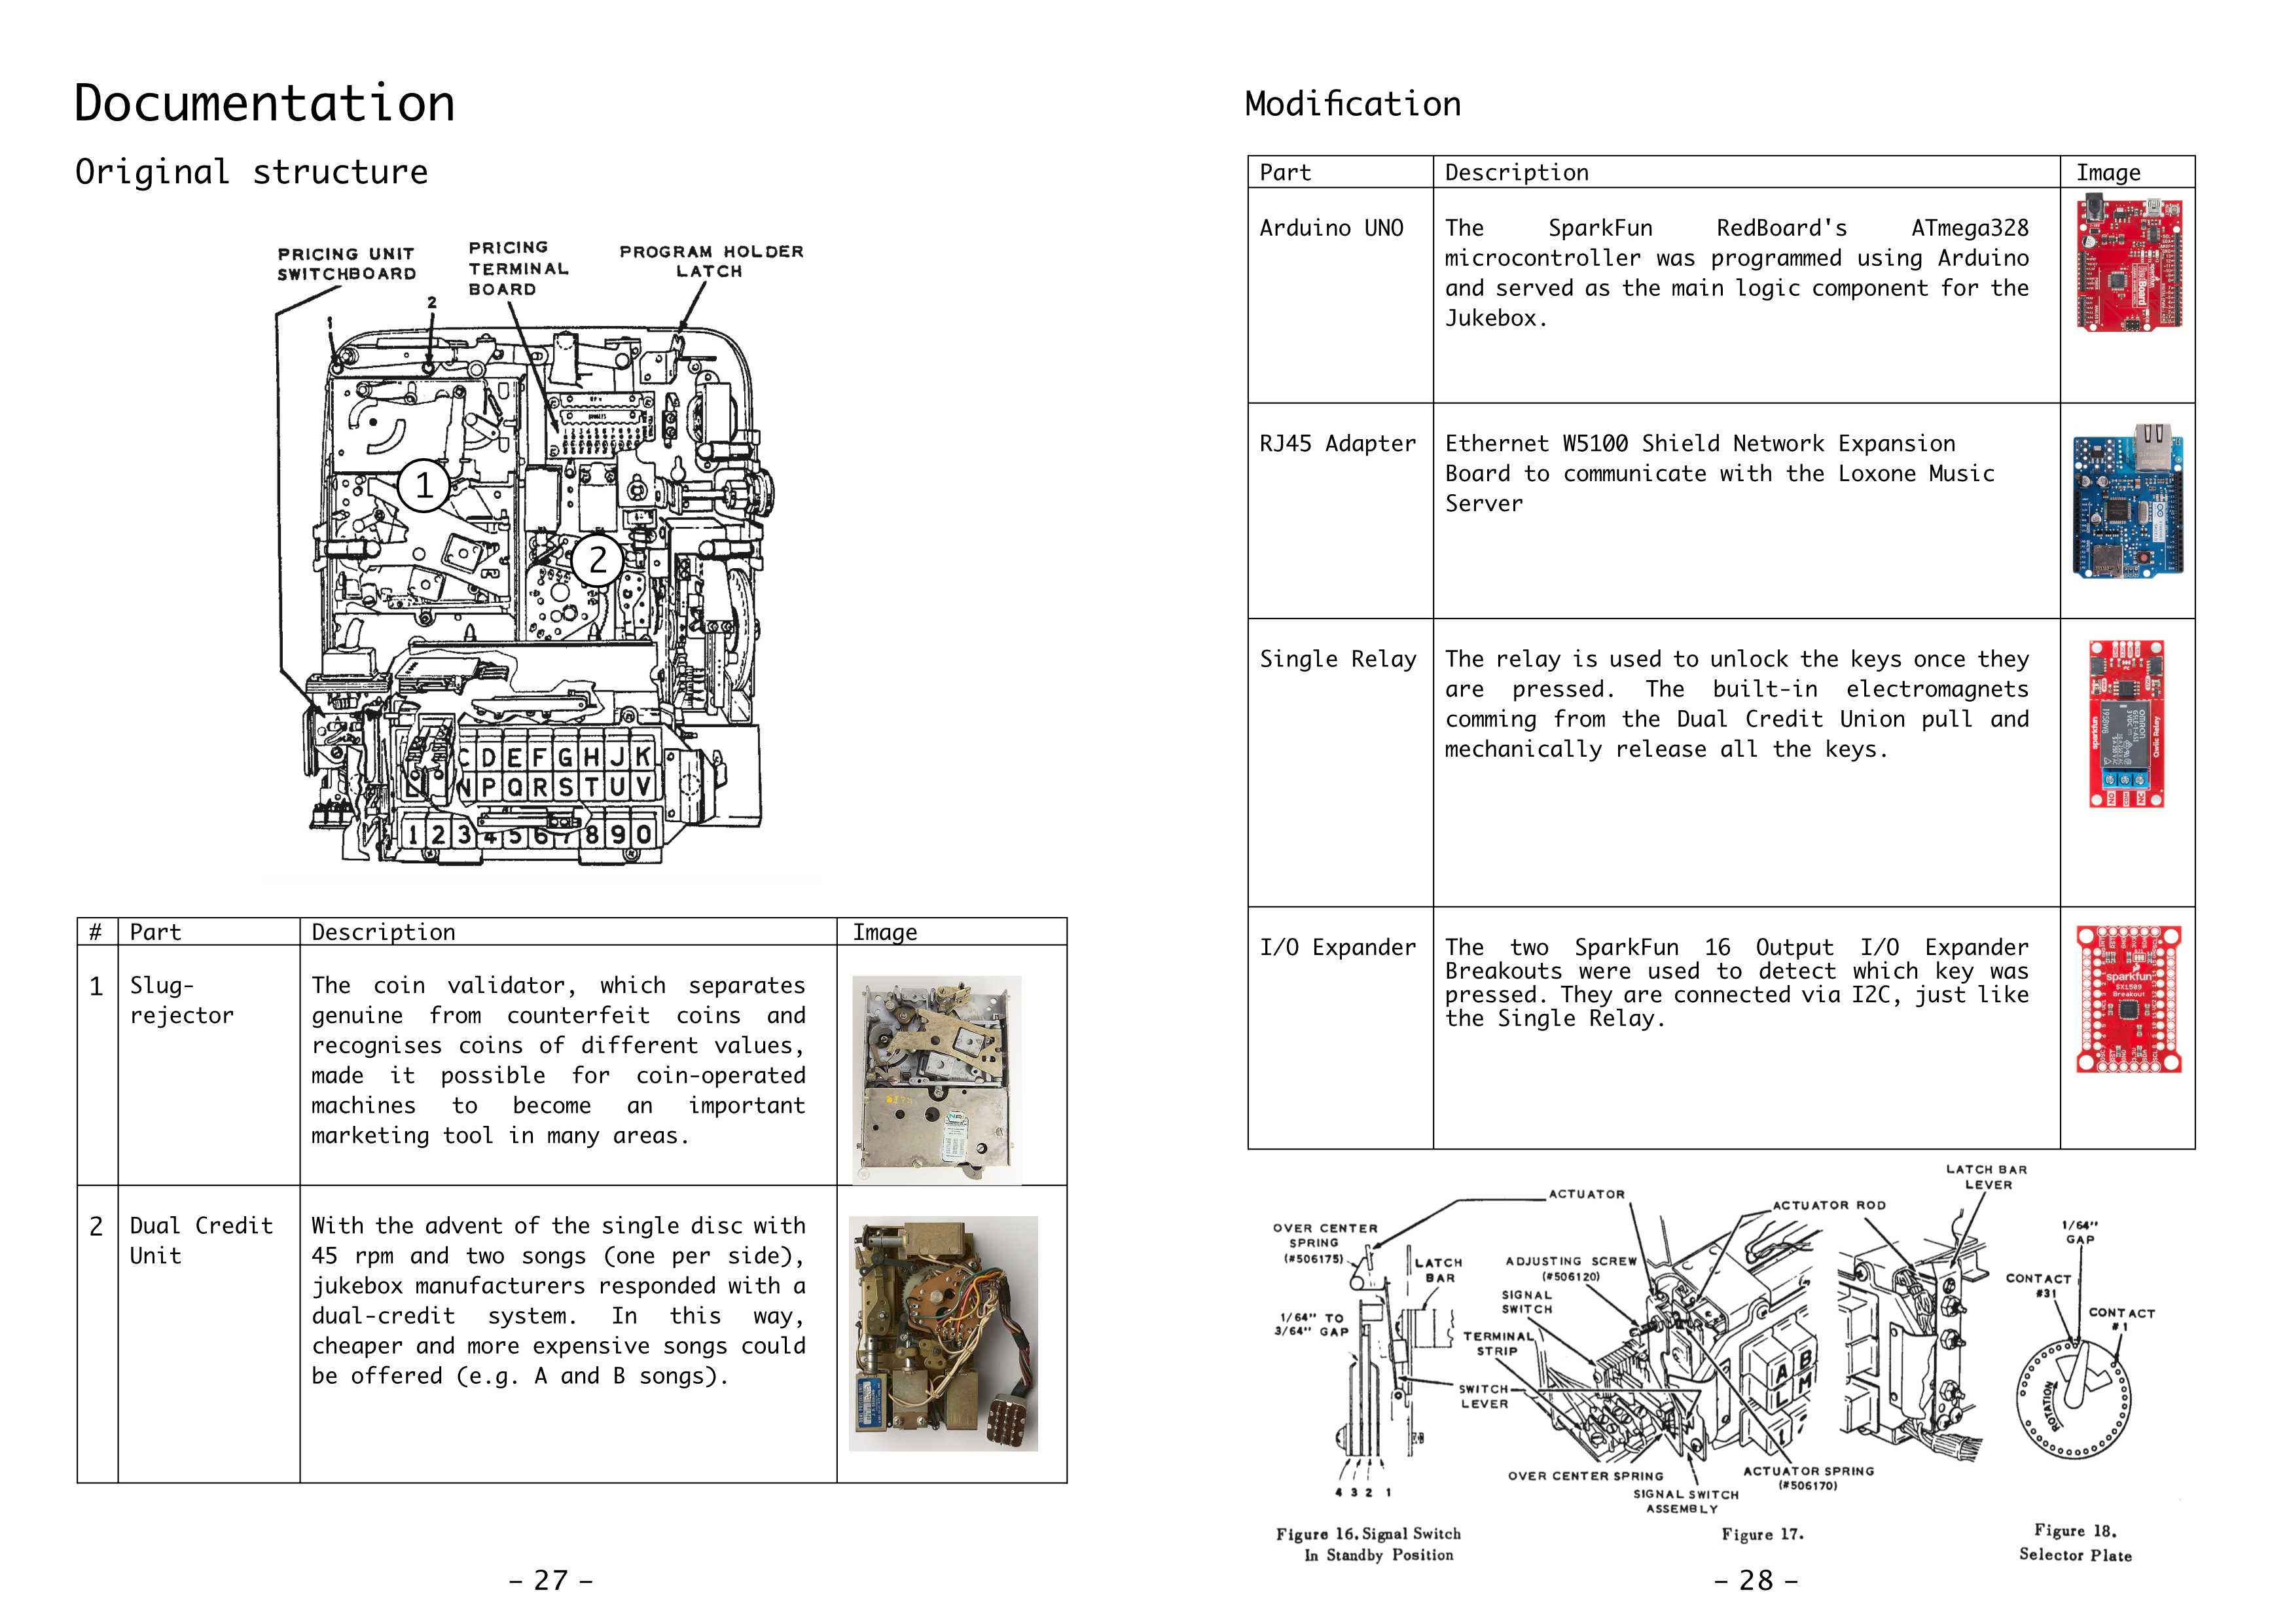 Documentation
Original structure
PRICING UNIT
SWITCHBOARD
PRICING
TERMINAL
BOARD
PROGRAM HOLDER
LATCH
1
2
1
2
C D E F G H J K
L N P Q R S T U V
1 2 3 4 5 6 7 8 9 0
# Part Description Image
1 Slug-
rejector
The coin validator, which separates
genuine from counterfeit coins and
recognises coins of different values,
made it possible for coin-operated
machines to become an important
marketing tool in many areas.
2 Dual Credit
Unit
With the advent of the single disc with
45 rpm and two songs (one per side),
jukebox manufacturers responded with a
dual-credit system. In this way,
cheaper and more expensive songs could
be offered (e.g. A and B songs).
– 27 –
Modification
Part Description Image
Arduino UNO
The SparkFun RedBoard's ATmega328
microcontroller was programmed using Arduino
and served as the main logic component for the
Jukebox.
RJ45 Adapter
Ethernet W5100 Shield Network Expansion
Board to communicate with the Loxone Music
Server
Single Relay
The relay is used to unlock the keys once they
are pressed. The built-in electromagnets
comming from the Dual Credit Union pull and
mechanically release all the keys.
sparkfun
Qwiic Relay
I/O Expander
The two SparkFun 16 Output I/O Expander
Breakouts were used to detect which key was
pressed. They are connected via I2C, just like
the Single Relay.
sparkfun
SX1509
Breakout
OVER CENTER
SPRING
(#506175)
ACTUATOR
LATCH
BAR
1/64" TO
3/64" GAP
4 3 2 1
ADJUSTING SCREW
(#506120)
SIGNAL
SWITCH
TERMINAL
STRIP
SWITCH
LEVER
OVER CENTER SPRING
SIGNAL SWITCH
ASSEMBLY
ACTUATOR SPRING
(#506170)
ACTUATOR ROD
A B
L M
1
LATCH BAR
LEVER
1/64"
GAP
CONTACT
#31
CONTACT
#1
ROTATION
Figure 16. Signal Switch
In Standby Position
Figure 17.
Figure 18.
Selector Plate
– 28 –